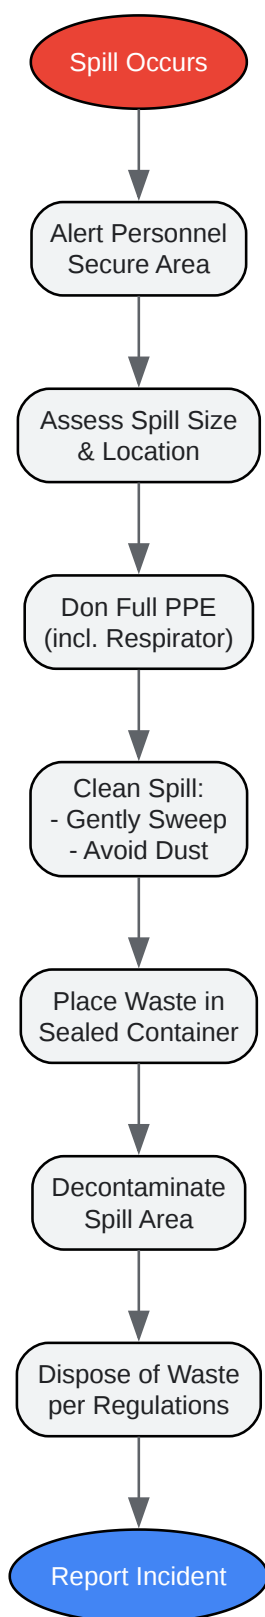 Spill Occurs
Alert Personnel
Secure Area
Assess Spill Size
& Location
Don Full PPE
(incl. Respirator)
Clean Spill:
- Gently Sweep
- Avoid Dust
Place Waste in
Sealed Container
Decontaminate
Spill Area
Dispose of Waste
per Regulations
Report Incident